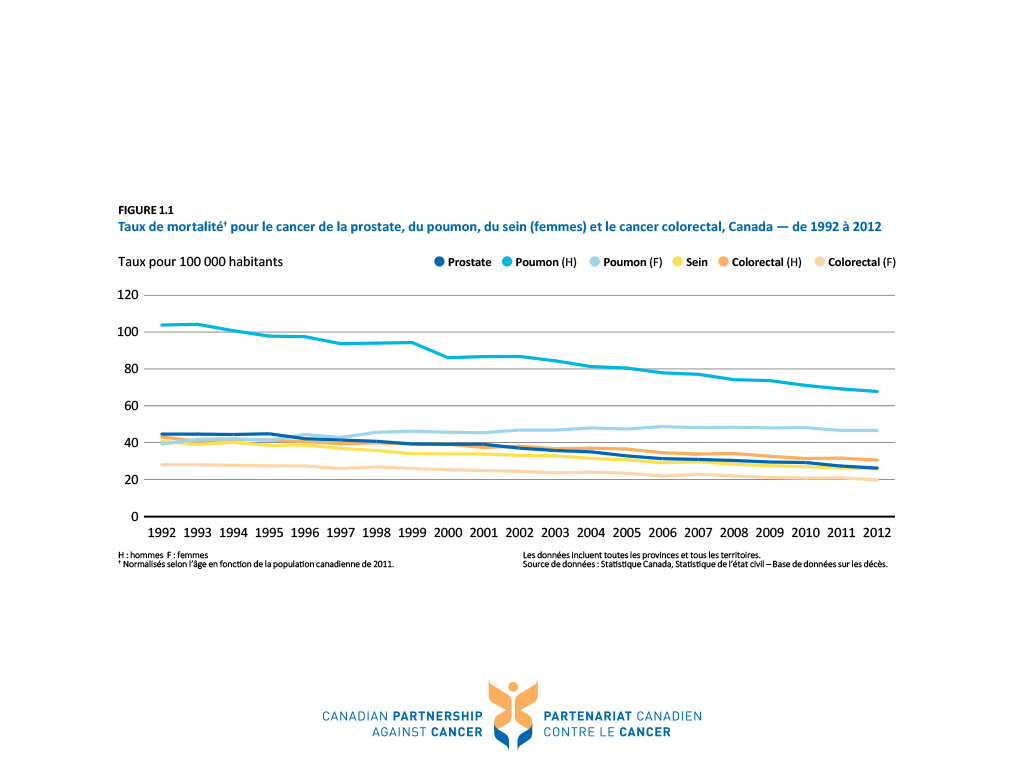 FIGURE 1.1
Taux de mortalité† pour le cancer de la prostate, du poumon, du sein (femmes) et le cancer colorectal, Canada — de 1992 à 2012
Taux pour 100 000 habitants
Prostate Poumon (H) Poumon (F) Sein Colorectal (H) Colorectal (F)
120
100
80
60
40
20
0
1992 1993 1994 1995 1996 1997 1998 1999 2000 2001 2002 2003 2004 2005 2006 2007 2008 2009 2010 2011 2012
H : hommes F : femmes
† Normalisés selon l'âge en fonction de la population canadienne de 2011.
Les données incluent toutes les provinces et tous les territoires.
Source de données : Statistique Canada, Statistique de l'état civil – Base de données sur les décès.
CANADIAN PARTNERSHIP
AGAINST CANCER
PARTENARIAT CANADIEN
CONTRE LE CANCER